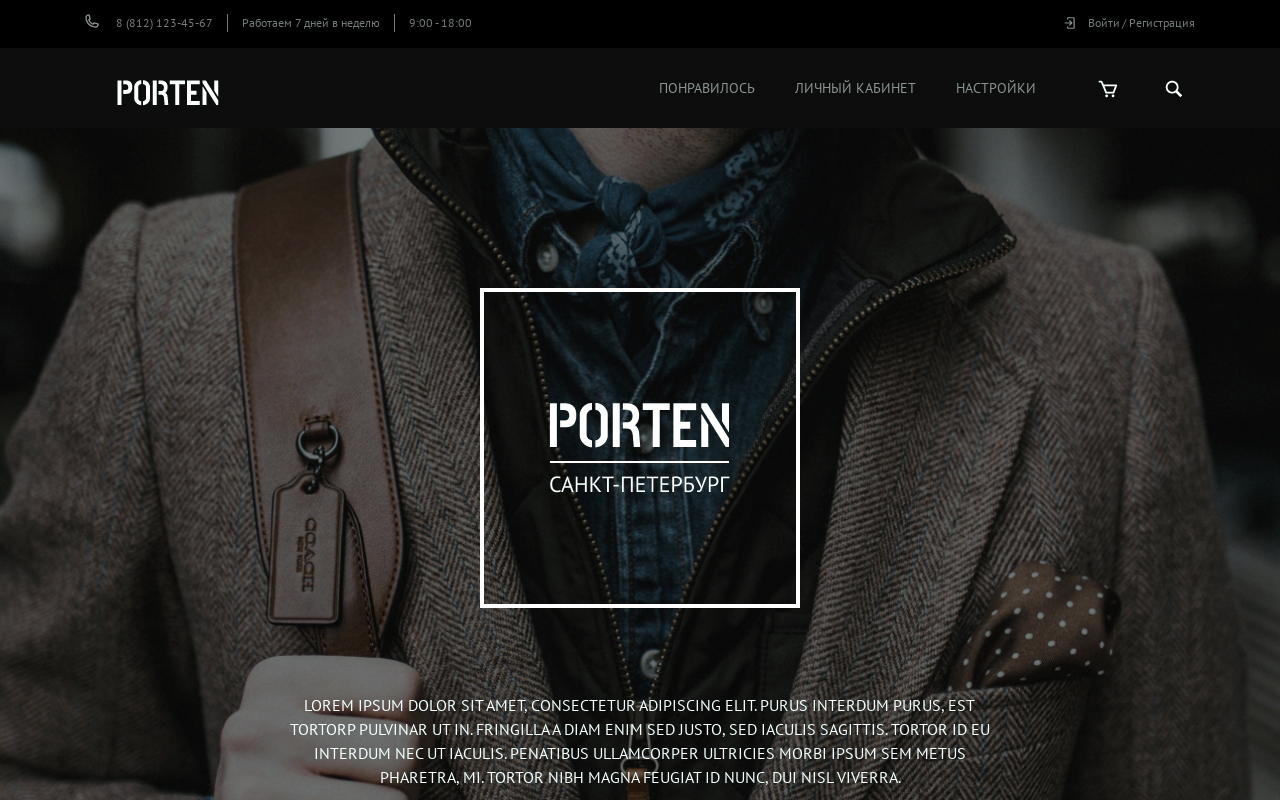 8 (812) 123-45-67
Работаем 7 дней в неделю
9:00 - 18:00
Войти / Регистрация
PORTEN
ПОНРАВИЛОСЬ
ЛИЧНЫЙ КАБИНЕТ
НАСТРОЙКИ
PORTEN
САНКТ-ПЕТЕРБУРГ
COACH
LOREM IPSUM DOLOR SIT AMET, CONSECTETUR ADIPISCING ELIT. PURUS INTERDUM PURUS, EST
TORTORP PULVINAR UT IN. FRINGILLA A DIAM ENIM SED JUSTO, SED IACULIS SAGITTIS. TORTOR ID EU
INTERDUM NEC UT IACULIS. PENATIBUS ULLAMCORPER ULTRICIES MORBI IPSUM SEM METUS
PHARETRA, MI. TORTOR NIBH MAGNA FEUGIAT ID NUNC, DUI NISL VIVERRA.